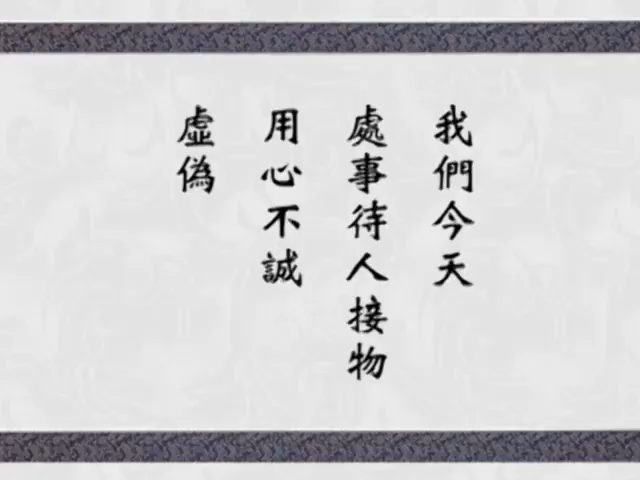 我們今天
處事待人接物
用心不誠
虛偽